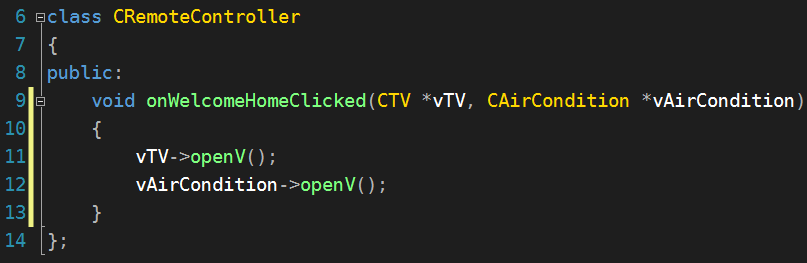 6 class CRemoteController
7 {
8 public:
9     void onWelcomeHomeClicked(CTV *vTV, CAirCondition *vAirCondition)
10     {
11         vTV->openV();
12         vAirCondition->openV();
13     }
14 };